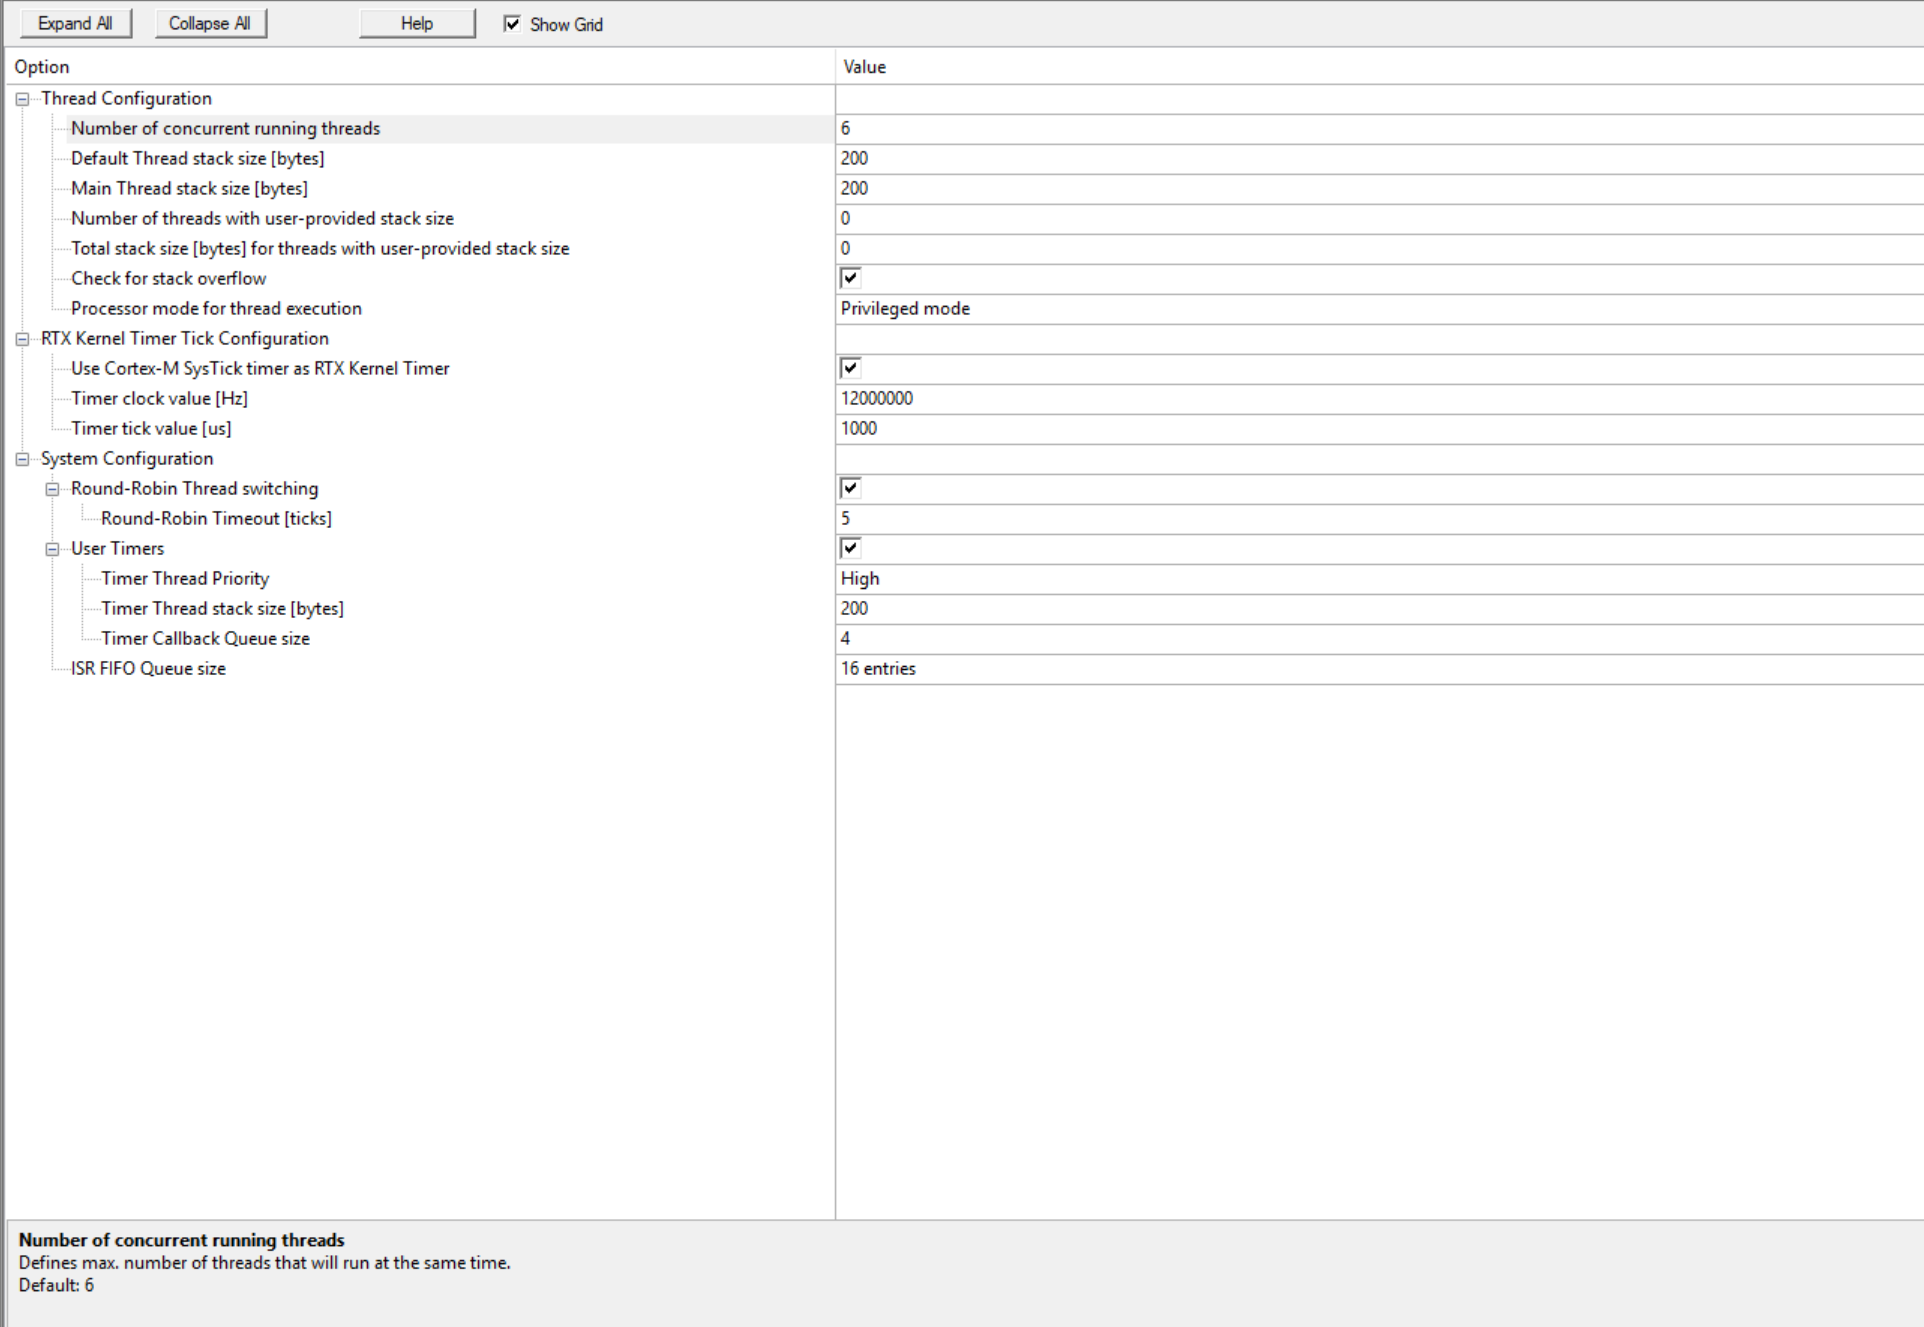 Expand All Collapse All Help Show Grid
Option Value
Thread Configuration
Number of concurrent running threads 6
Default Thread stack size [bytes] 200
Main Thread stack size [bytes] 200
Number of threads with user-provided stack size 0
Total stack size [bytes] for threads with user-provided stack size 0
Check for stack overflow
Processor mode for thread execution Privileged mode
RTX Kernel Timer Tick Configuration
Use Cortex-M SysTick timer as RTX Kernel Timer
Timer clock value [Hz] 12000000
Timer tick value [us] 1000
System Configuration
Round-Robin Thread switching
Round-Robin Timeout [ticks] 5
User Timers
Timer Thread Priority High
Timer Thread stack size [bytes] 200
Timer Callback Queue size 4
ISR FIFO Queue size 16 entries
Number of concurrent running threads
Defines max. number of threads that will run at the same time.
Default: 6